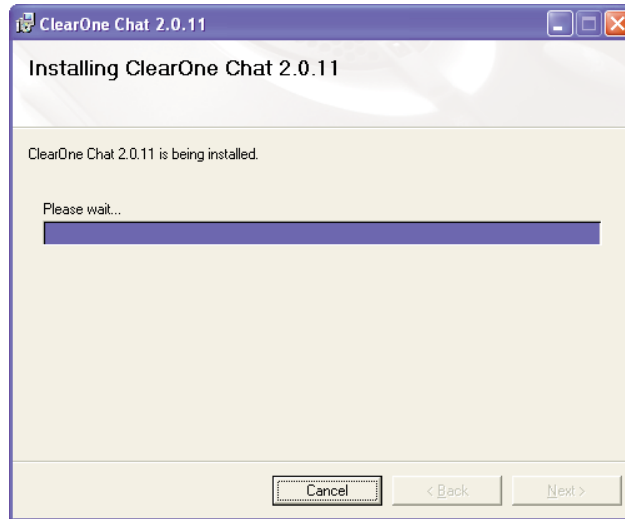 ClearOne Chat 2.0.11
Installing ClearOne Chat 2.0.11
ClearOne Chat 2.0.11 is being installed.
Please wait...
Cancel
< Back
Next >